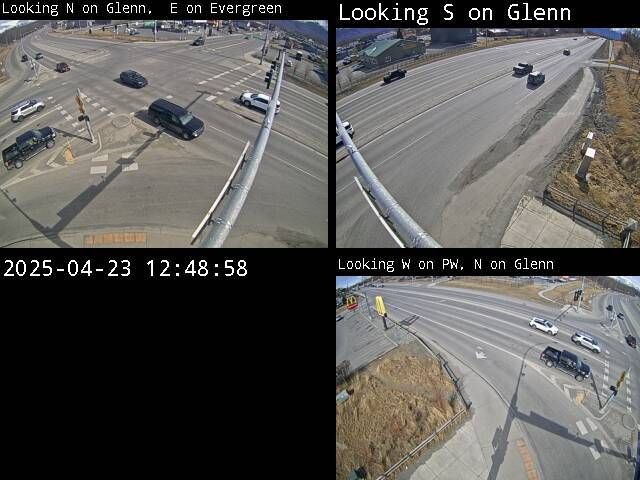 Looking N on Glenn,  E on Evergreen
Looking S on Glenn
2025-04-23 12:48:58
Looking W on PW, N on Glenn